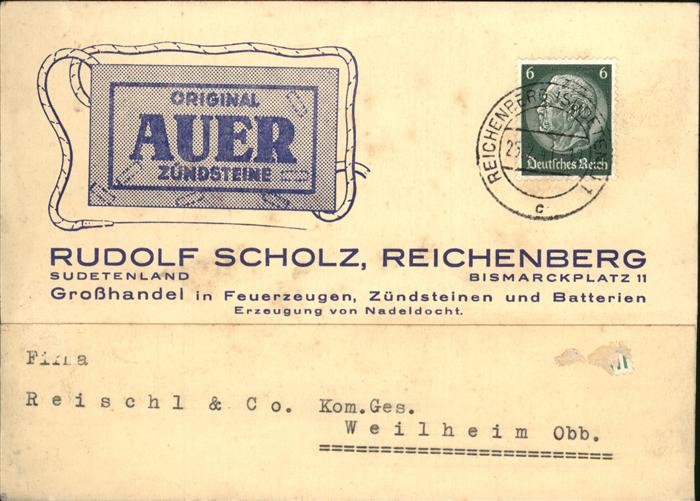 ORIGINAL
AUER
ZÜNDSTEINE
6 6
Deutsches Reich
REICHENBERG
c
RUDOLF SCHOLZ, REICHENBERG
SUDETENLAND BISMARCKPLATZ 11
Großhandel in Feuerzeugen, Zündsteinen und Batterien
Erzeugung von Nadeldocht.
Firma
Reischl & Co. Kom.Ges.
Weilheim Obb.